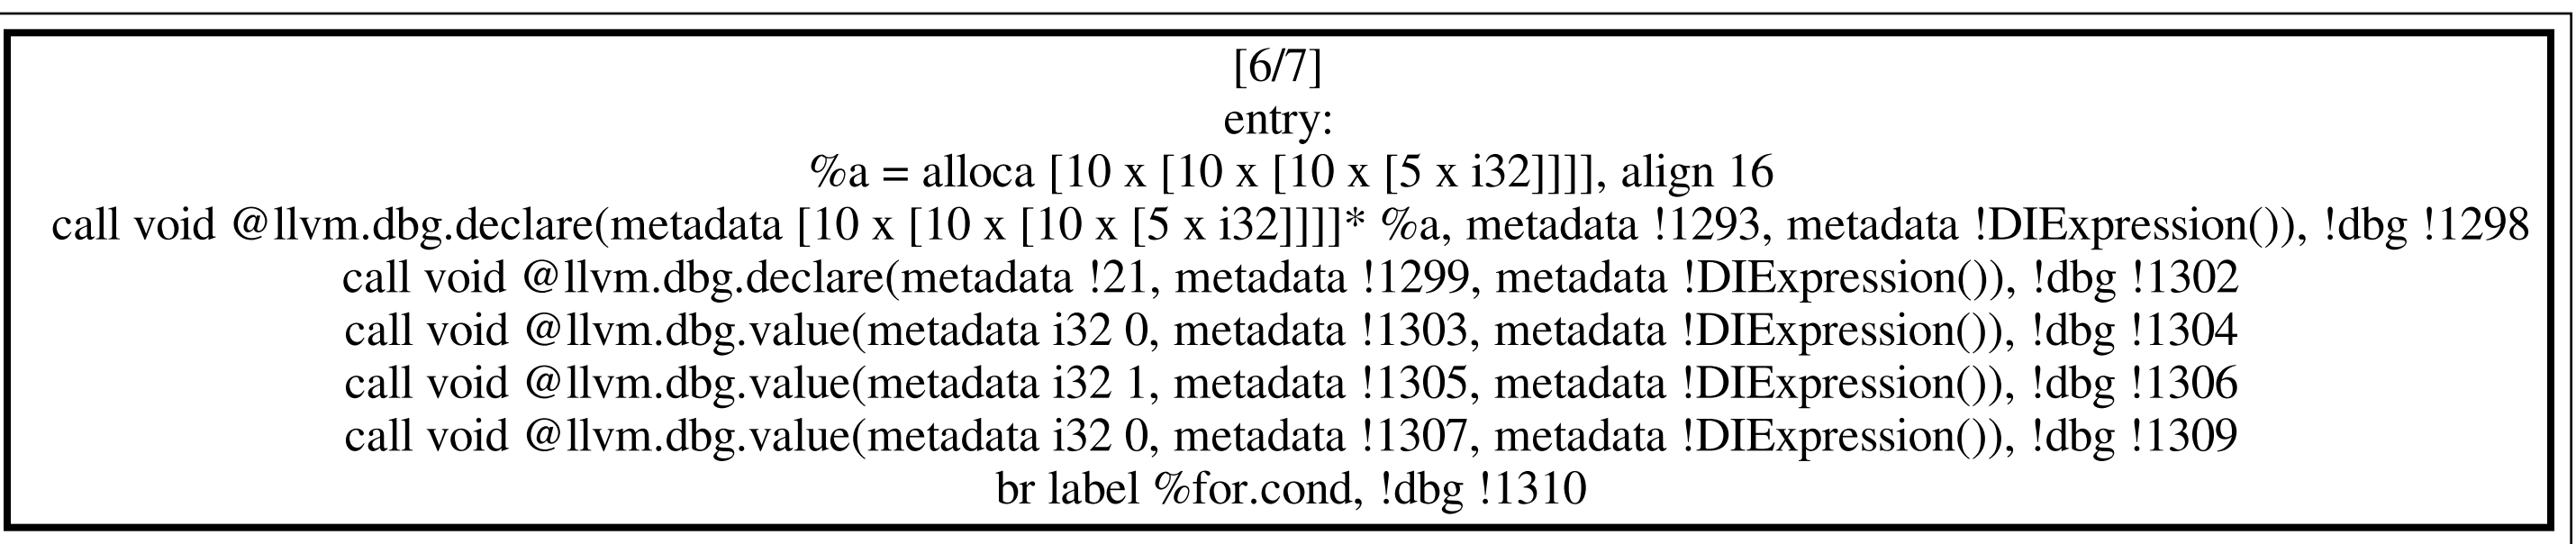 [6/7]
entry:
%a = alloca [10 x [10 x [10 x [5 x i32]]]], align 16
call void @llvm.dbg.declare(metadata [10 x [10 x [10 x [5 x i32]]]]* %a, metadata !1293, metadata !DIExpression()), !dbg !1298
call void @llvm.dbg.declare(metadata !21, metadata !1299, metadata !DIExpression()), !dbg !1302
call void @llvm.dbg.value(metadata i32 0, metadata !1303, metadata !DIExpression()), !dbg !1304
call void @llvm.dbg.value(metadata i32 1, metadata !1305, metadata !DIExpression()), !dbg !1306
call void @llvm.dbg.value(metadata i32 0, metadata !1307, metadata !DIExpression()), !dbg !1309
br label %for.cond, !dbg !1310